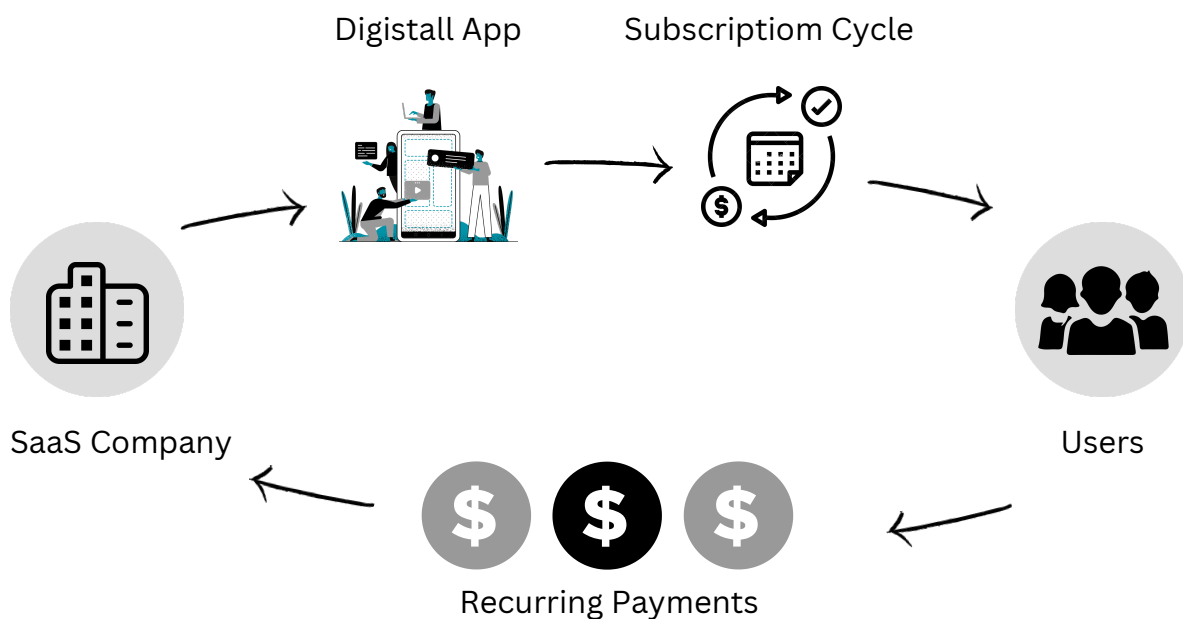 Digistall App
Subscriptiom Cycle
SaaS Company
Users
$ $ $
Recurring Payments